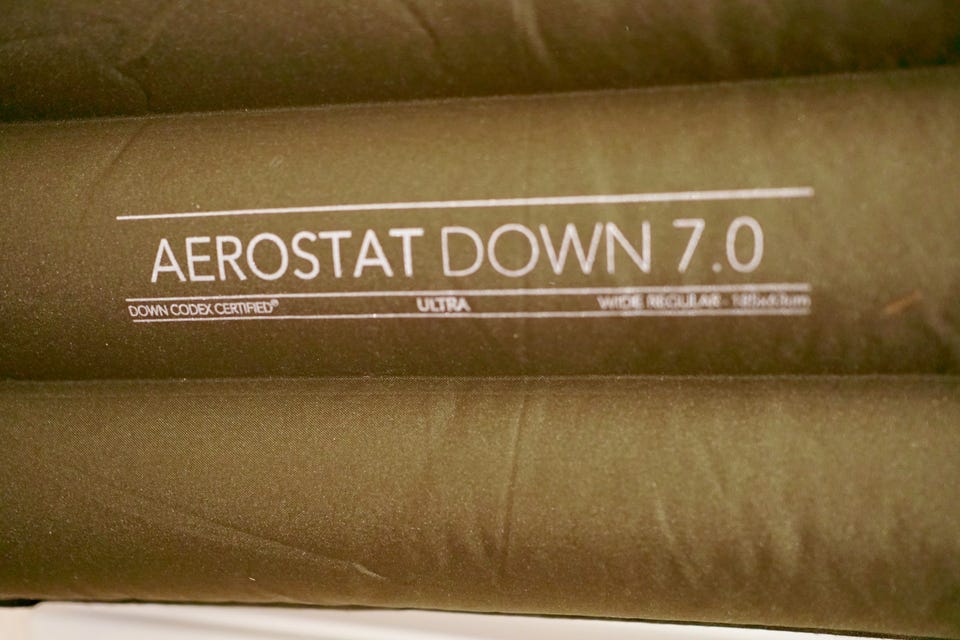 AEROSTAT DOWN 7.0
DOWN CODEX CERTIFIED® ULTRA WIDE REGULAR -